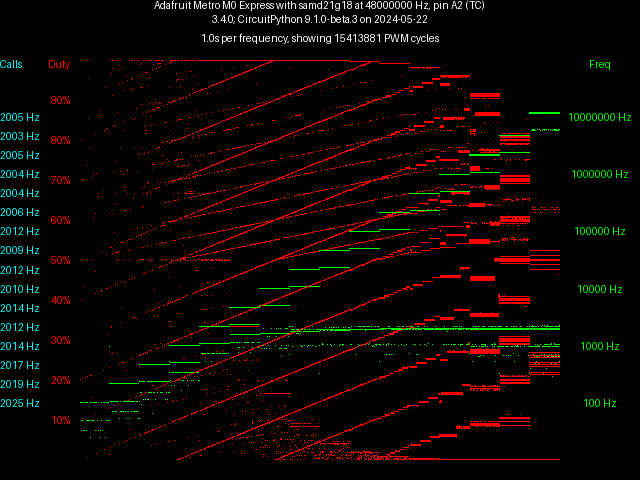 Adafruit Metro M0 Express with samd21g18 at 48000000 Hz, pin A2 (TC)
3.4.0; CircuitPython 9.1.0-beta.3 on 2024-05-22
1.0s per frequency, showing 15413881 PWM cycles
Calls Duty Freq
90%
2005 Hz 10000000 Hz
2003 Hz 80%
2005 Hz
2004 Hz 70% 1000000 Hz
2004 Hz
2006 Hz 60%
2012 Hz 100000 Hz
2009 Hz 50%
2012 Hz
2010 Hz 40% 10000 Hz
2014 Hz
2012 Hz 30%
2014 Hz 1000 Hz
2017 Hz
2019 Hz 20%
2025 Hz 100 Hz
10%